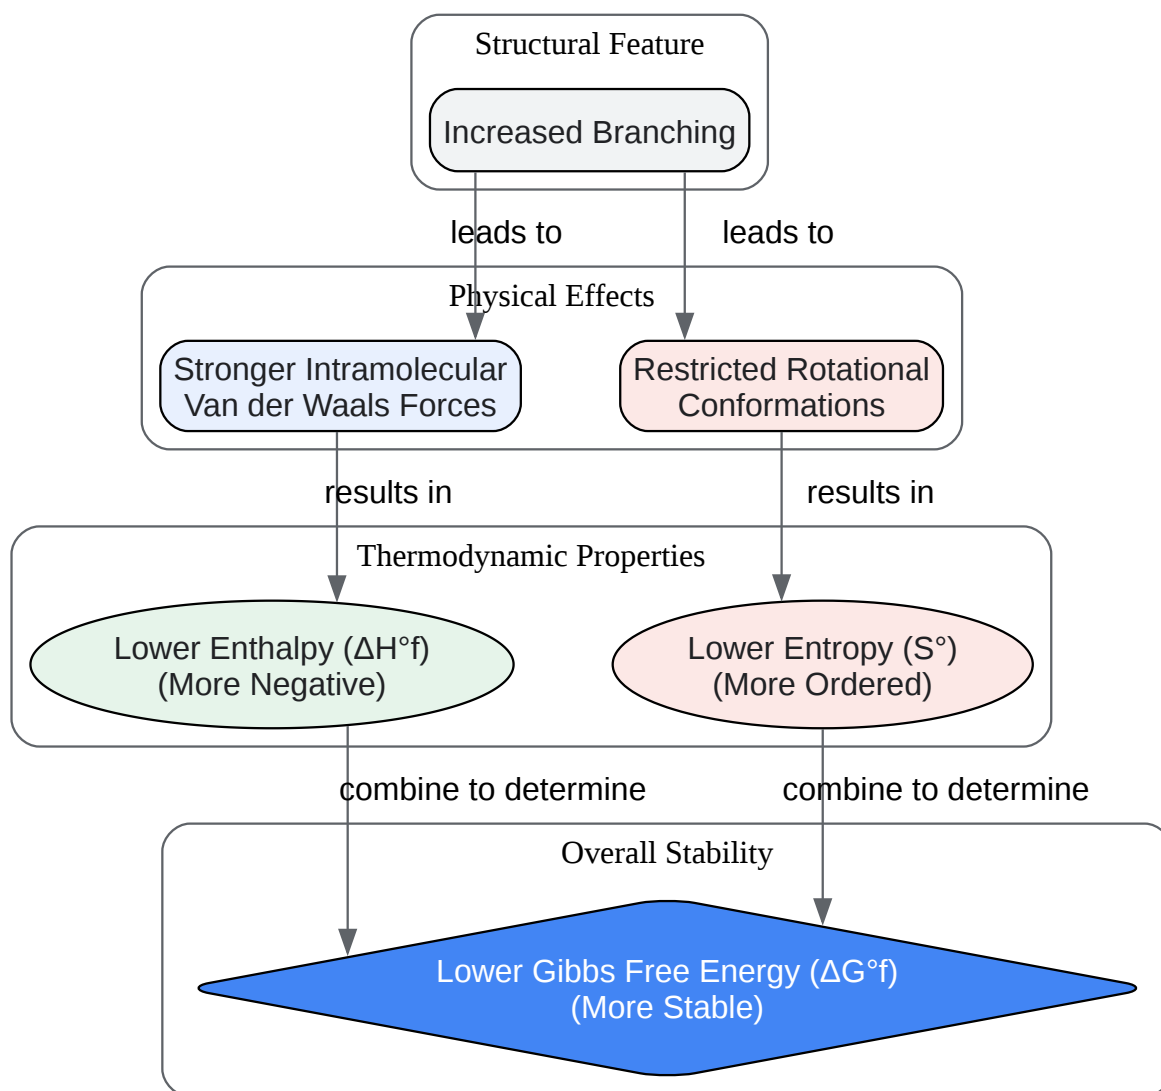 Structural Feature
Increased Branching
leads to
leads to
Physical Effects
Stronger Intramolecular
Van der Waals Forces
Restricted Rotational
Conformations
results in
results in
Thermodynamic Properties
Lower Enthalpy (ΔH°f)
(More Negative)
Lower Entropy (S°)
(More Ordered)
combine to determine
combine to determine
Overall Stability
Lower Gibbs Free Energy (ΔG°f)
(More Stable)